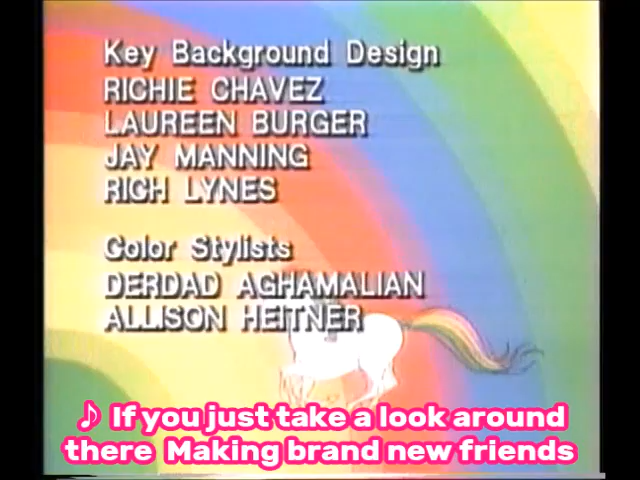 Key Background Design
RICHIE CHAVEZ
LAUREEN BURGER
JAY MANNING
RICH LYNES
Color Stylists
DERDAD AGHAMALIAN
ALLISON HEITNER
♪ If you just take a look around
there Making brand new friends